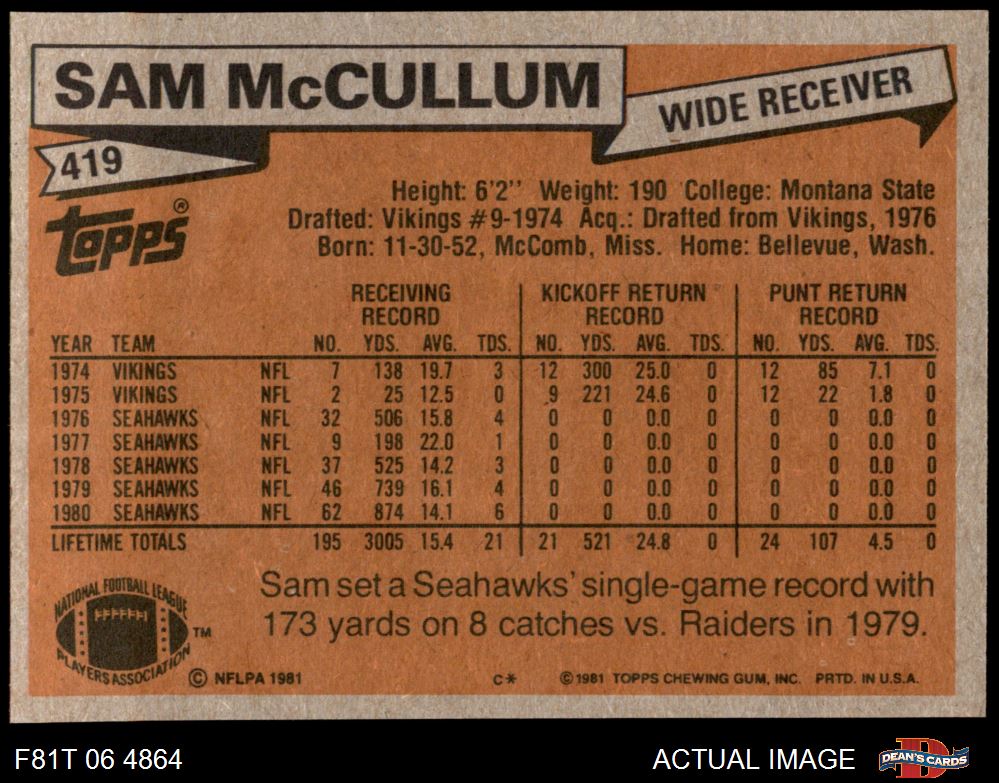 SAM McCULLUM
WIDE RECEIVER
419
TOPPS®
Height: 6'2'' Weight: 190 College: Montana State
Drafted: Vikings #9-1974 Acq.: Drafted from Vikings, 1976
Born: 11-30-52, McComb, Miss. Home: Bellevue, Wash.
RECEIVING RECORD KICKOFF RETURN RECORD PUNT RETURN RECORD
YEAR TEAM NO. YDS. AVG. TDS. NO. YDS. AVG. TDS. NO. YDS. AVG. TDS.
1974 VIKINGS NFL 7 138 19.7 3 12 300 25.0 0 12 85 7.1 0
1975 VIKINGS NFL 2 25 12.5 0 9 221 24.6 0 12 22 1.8 0
1976 SEAHAWKS NFL 32 506 15.8 4 0 0 0.0 0 0 0 0.0 0
1977 SEAHAWKS NFL 9 198 22.0 1 0 0 0.0 0 0 0 0.0 0
1978 SEAHAWKS NFL 37 525 14.2 3 0 0 0.0 0 0 0 0.0 0
1979 SEAHAWKS NFL 46 739 16.1 4 0 0 0.0 0 0 0 0.0 0
1980 SEAHAWKS NFL 62 874 14.1 6 0 0 0.0 0 0 0 0.0 0
LIFETIME TOTALS 195 3005 15.4 21 21 521 24.8 0 24 107 4.5 0
Sam set a Seahawks' single-game record with
173 yards on 8 catches vs. Raiders in 1979.
NATIONAL FOOTBALL LEAGUE
PLAYERS ASSOCIATION
TM
© NFLPA 1981 C* © 1981 TOPPS CHEWING GUM, INC. PRTD. IN U.S.A.
F81T 06 4864 ACTUAL IMAGE DEAN'S CARDS